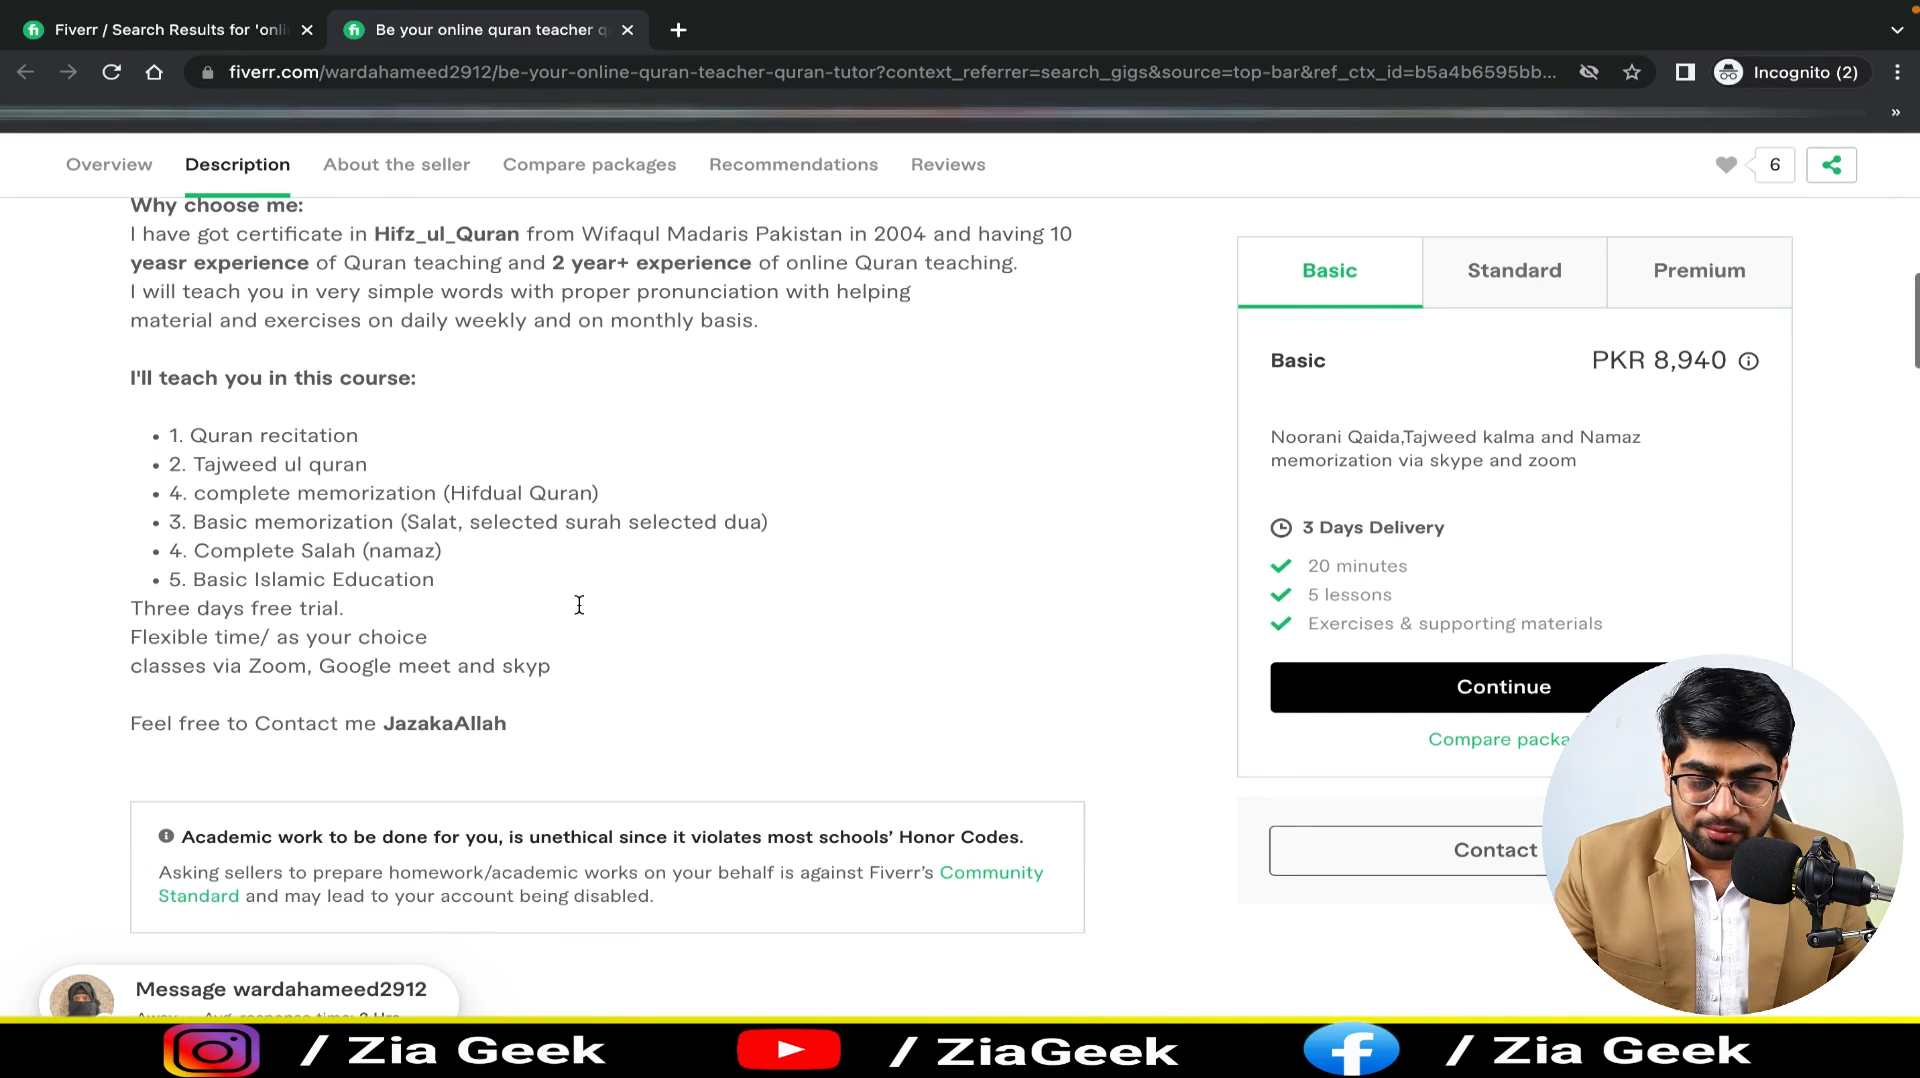 Fiverr / Search Results for 'onli
Be your online quran teacher q
fiverr.com/wardahameed2912/be-your-online-quran-teacher-quran-tutor?context_referrer=search_gigs&source=top-bar&ref_ctx_id=b5a4b6595bb...
Incognito (2)
»
Overview
Description
About the seller
Compare packages
Recommendations
Reviews
6
Why choose me:
I have got certificate in Hifz_ul_Quran from Wifaqul Madaris Pakistan in 2004 and having 10
yeasr experience of Quran teaching and 2 year+ experience of online Quran teaching.
I will teach you in very simple words with proper pronunciation with helping
material and exercises on daily weekly and on monthly basis.
I'll teach you in this course:
• 1. Quran recitation
• 2. Tajweed ul quran
• 4. complete memorization (Hifdual Quran)
• 3. Basic memorization (Salat, selected surah selected dua)
• 4. Complete Salah (namaz)
• 5. Basic Islamic Education
Three days free trial.
Flexible time/ as your choice
classes via Zoom, Google meet and skyp
Feel free to Contact me JazakaAllah
Academic work to be done for you, is unethical since it violates most schools’ Honor Codes.
Asking sellers to prepare homework/academic works on your behalf is against Fiverr’s Community
Standard and may lead to your account being disabled.
Basic
Standard
Premium
Basic
PKR 8,940
Noorani Qaida,Tajweed kalma and Namaz
memorization via skype and zoom
3 Days Delivery
20 minutes
5 lessons
Exercises & supporting materials
Continue
Compare packa
Contact
Message wardahameed2912
Away
Avg. response time: 2 Hrs
/ Zia Geek
/ ZiaGeek
/ Zia Geek